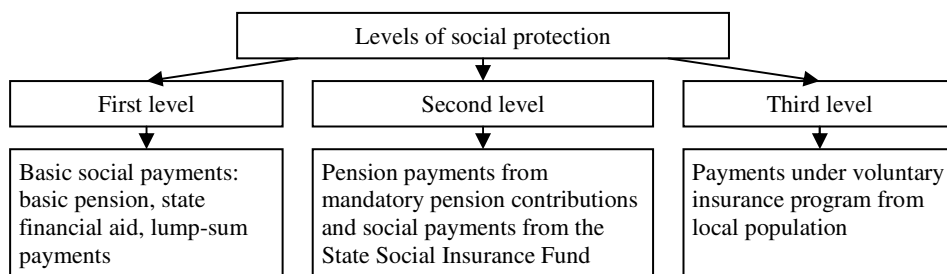 Levels of social protection
First level
Second level
Third level
Basic social payments:
basic pension, state
financial aid, lump-sum
payments
Pension payments from
mandatory pension contributions
and social payments from the
State Social Insurance Fund
Payments under voluntary
insurance program from
local population